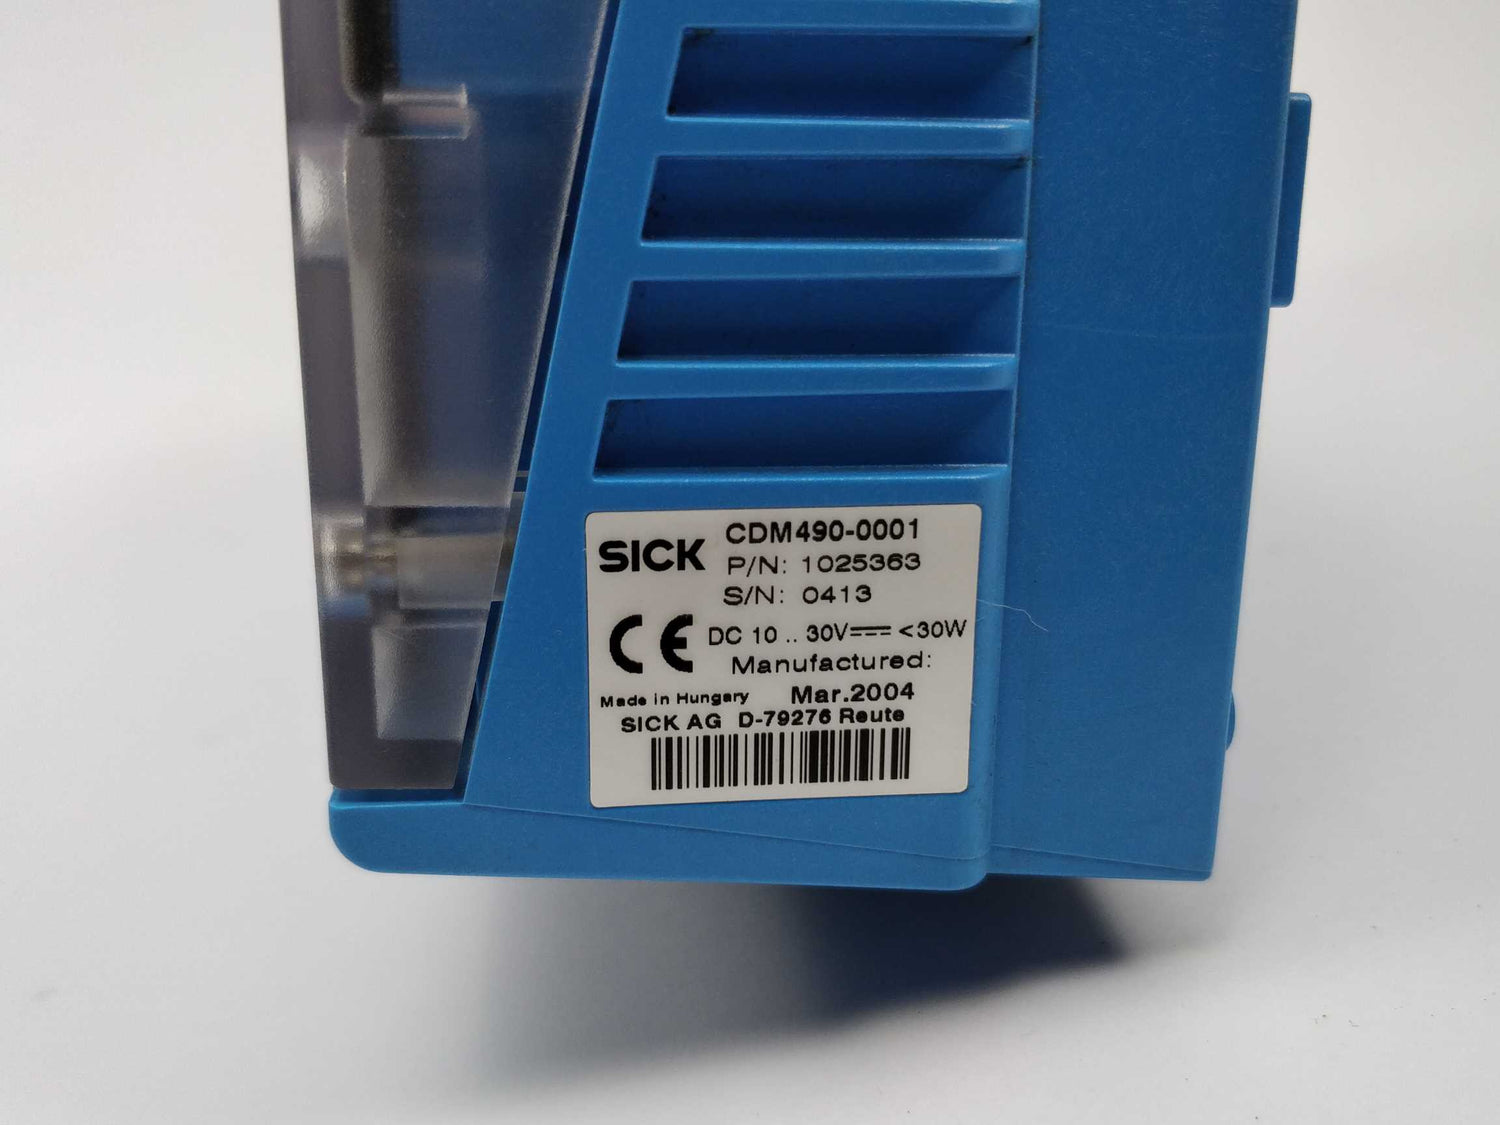 SICK CDM490-0001
P/N: 1025363
S/N: 0413
CE DC 10 .. 30V <30W
Manufactured:
Made in Hungary Mar.2004
SICK AG D-79276 Reute